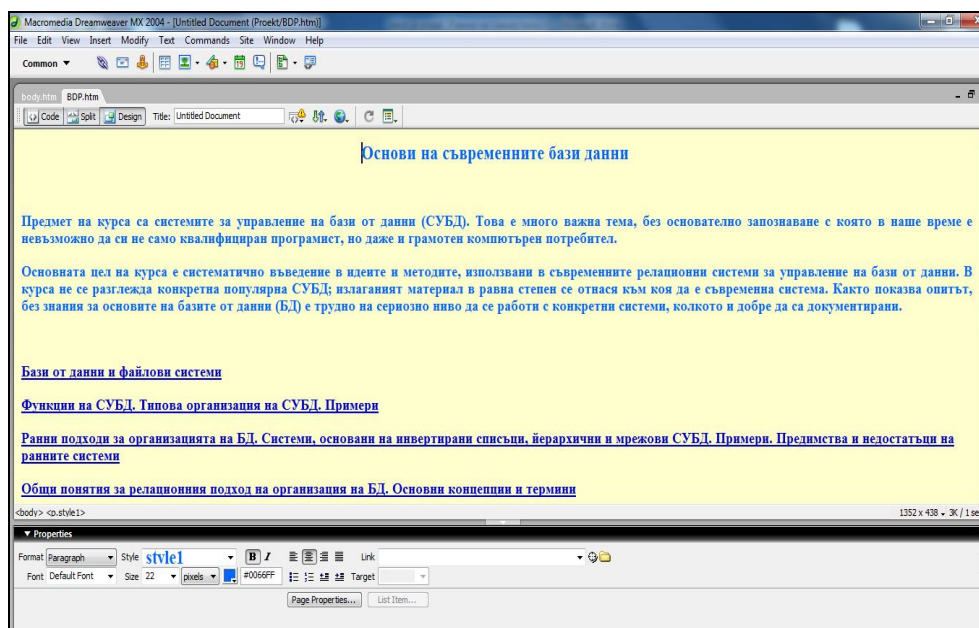 Macromedia Dreamweaver MX 2004 - [Untitled Document (Proekt/BDP.htm)]
File Edit View Insert Modify Text Commands Site Window Help
Common
body.htm BDP.htm
Code Split Design Title: Untitled Document
Основи на съвременните бази данни
Предмет на курса са системите за управление на бази от данни (СУБД). Това е много важна тема, без основателно запознаване с която в наше време е
невъзможно да си не само квалифициран програмист, но даже и грамотен компютърен потребител.
Основната цел на курса е систематично въведение в идеите и методите, използвани в съвременните релационни системи за управление на бази от данни. В
курса не се разглежда конкретна популярна СУБД; излаганият материал в равна степен се отнася към коя да е съвременна система. Както показва опитът,
без знания за основите на базите от данни (БД) е трудно на сериозно ниво да се работи с конкретни системи, колкото и добре да са документирани.
Бази от данни и файлови системи
Функции на СУБД. Типова организация на СУБД. Примери
Ранни подходи за организацията на БД. Системи, основани на инвертирани списъци, йерархични и мрежови СУБД. Примери. Предимства и недостатъци на
ранните системи
Общи понятия за релационния подход на организация на БД. Основни концепции и термини
<body> <p.style1> 1352 x 438 3K / 1 se
Properties
Format Paragraph Style style1 B I Link
Font Default Font Size 22 pixels #0066FF Target
Page Properties... List Item...